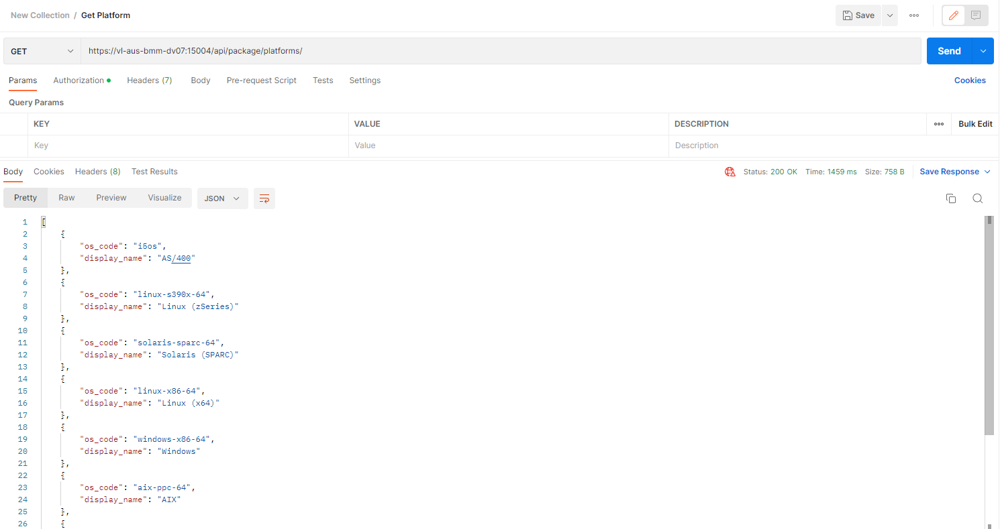 New Collection / Get Platform
Save
GET https://vl-aus-bmm-dv07:15004/api/package/platforms/ Send
Params Authorization Headers (7) Body Pre-request Script Tests Settings Cookies
Query Params
KEY VALUE DESCRIPTION Bulk Edit
Key Value Description
Body Cookies Headers (8) Test Results Status: 200 OK Time: 1459 ms Size: 758 B Save Response
Pretty Raw Preview Visualize JSON
1 [
2 {
3 "os_code": "i5os",
4 "display_name": "AS/400"
5 },
6 {
7 "os_code": "linux-s390x-64",
8 "display_name": "Linux (zSeries)"
9 },
10 {
11 "os_code": "solaris-sparc-64",
12 "display_name": "Solaris (SPARC)"
13 },
14 {
15 "os_code": "linux-x86-64",
16 "display_name": "Linux (x64)"
17 },
18 {
19 "os_code": "windows-x86-64",
20 "display_name": "Windows"
21 },
22 {
23 "os_code": "aix-ppc-64",
24 "display_name": "AIX"
25 },
26 {